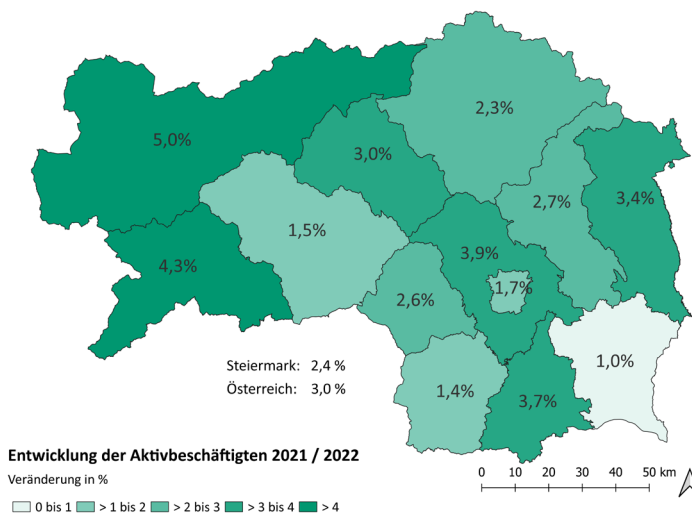 5,0%
2,3%
3,0%
2,7%
3,4%
1,5%
3,9%
4,3%
1,7%
2,6%
Steiermark: 2,4 %
Österreich: 3,0 %
1,0%
1,4%
3,7%
Entwicklung der Aktivbeschäftigten 2021 / 2022
Veränderung in %
0 10 20 30 40 50 km
0 bis 1 > 1 bis 2 > 2 bis 3 > 3 bis 4 > 4